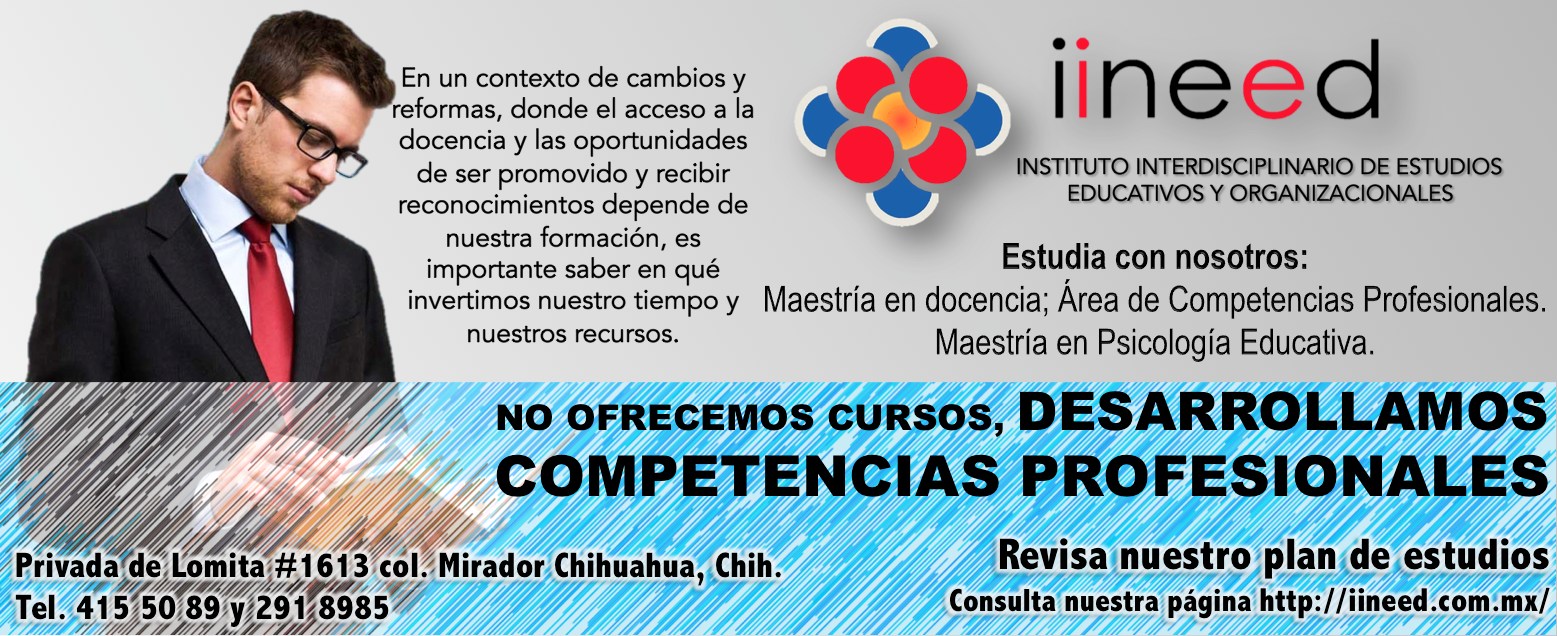 En un contexto de cambios y
reformas, donde el acceso a la
docencia y las oportunidades
de ser promovido y recibir
reconocimientos depende de
nuestra formación, es
importante saber en qué
invertimos nuestro tiempo y
nuestros recursos.
iineed
INSTITUTO INTERDISCIPLINARIO DE ESTUDIOS
EDUCATIVOS Y ORGANIZACIONALES
Estudia con nosotros:
Maestría en docencia; Área de Competencias Profesionales.
Maestría en Psicología Educativa.
NO OFRECEMOS CURSOS, DESARROLLAMOS
COMPETENCIAS PROFESIONALES
Privada de Lomita #1613 col. Mirador Chihuahua, Chih.
Tel. 415 50 89 y 291 8985
Revisa nuestro plan de estudios
Consulta nuestra página http://iineed.com.mx/